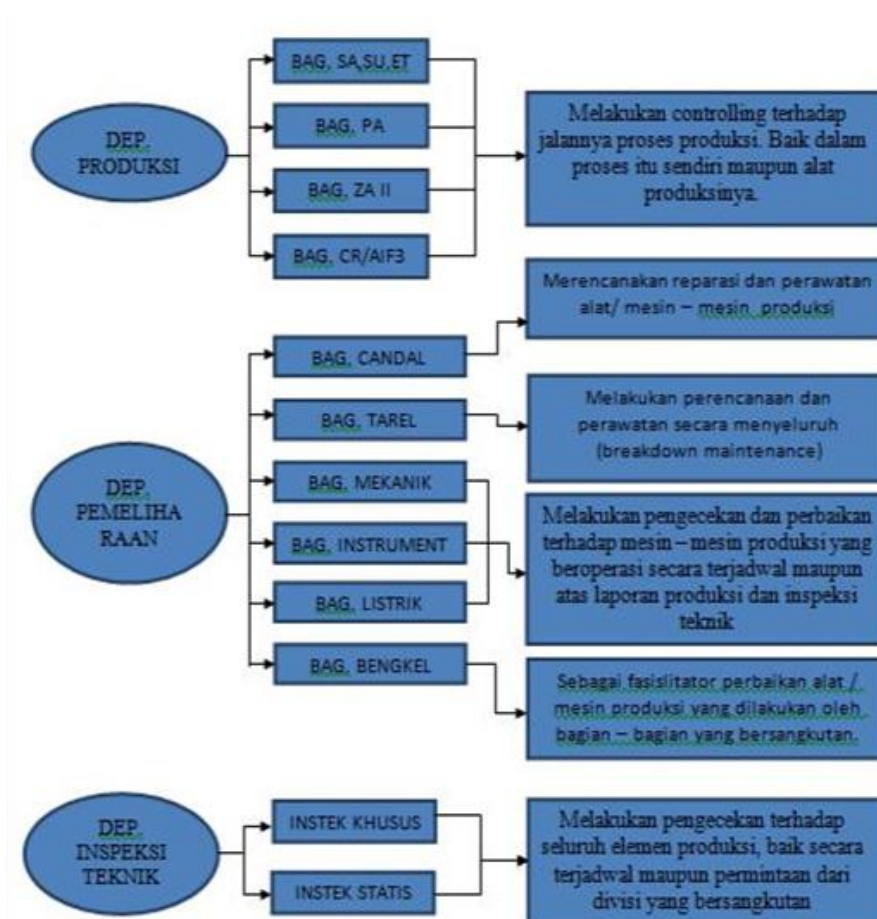 DEP.
PRODUKSI
BAG. SA,SU,ET
BAG. PA
BAG. ZA II
BAG. CR/AlF3
Melakukan controlling terhadap
jalannya proses produksi. Baik dalam
proses itu sendiri maupun alat
produksinya.
DEP.
PEMELIHA
RAAN
BAG. CANDAL
BAG. TAREL
BAG. MEKANIK
BAG. INSTRUMENT
BAG. LISTRIK
BAG. BENGKEL
Merencanakan reparasi dan perawatan
alat/ mesin – mesin produksi
Melakukan perencanaan dan
perawatan secara menyeluruh
(breakdown maintenance)
Melakukan pengecekan dan perbaikan
terhadap mesin – mesin produksi yang
beroperasi secara terjadwal maupun
atas laporan produksi dan inspeksi
teknik
Sebagai fasislitator perbaikan alat /
mesin produksi yang dilakukan oleh
bagian – bagian yang bersangkutan.
DEP.
INSPEKSI
TEKNIK
INSTEK KHUSUS
INSTEK STATIS
Melakukan pengecekan terhadap
seluruh elemen produksi, baik secara
terjadwal maupun permintaan dari
divisi yang bersangkutan